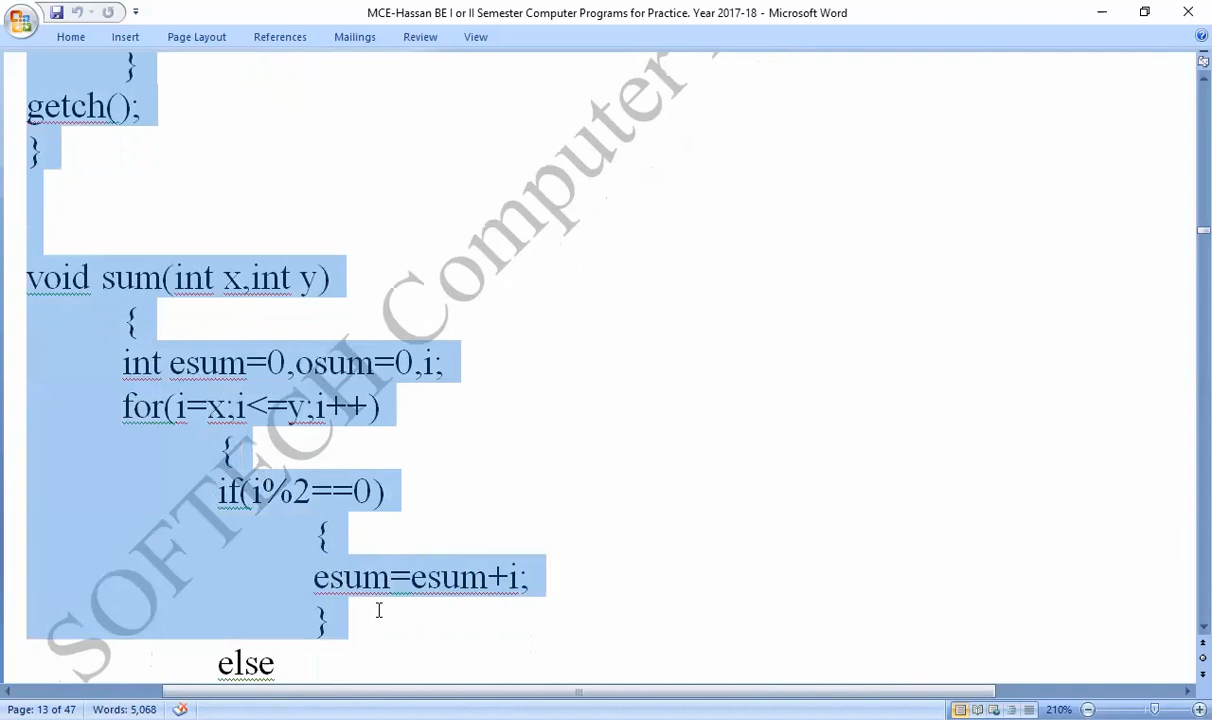 MCE-Hassan BE I or II Semester Computer Programs for Practice. Year 2017-18 - Microsoft Word
Home Insert Page Layout References Mailings Review View
}
getch();
}
void sum(int x,int y)
{
int esum=0,osum=0,i;
for(i=x;i<=y;i++)
{
if(i%2==0)
{
esum=esum+i;
}
else
SOFTECH Computer
Page: 13 of 47 Words: 5,068 210%